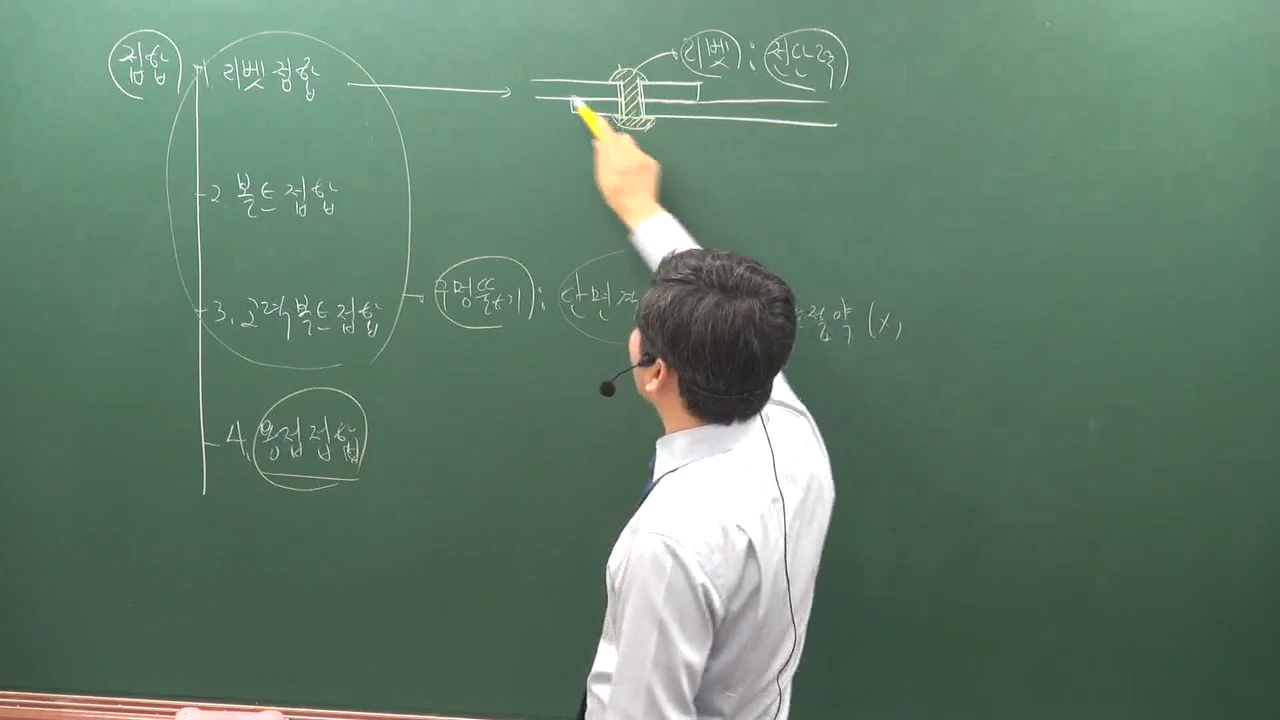 접합
1. 리벳 접합
리벳 : 전단력
2. 볼트 접합
3. 고력 볼트 접합
구멍뚫기 : 단면
절약 (x)
4. 용접접합